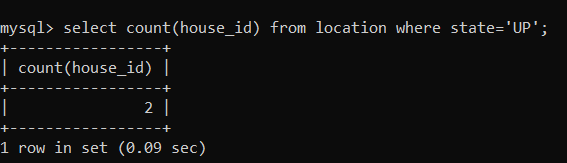 mysql> select count(house_id) from location where state='UP';
+-----------------+
| count(house_id) |
+-----------------+
|               2 |
+-----------------+
1 row in set (0.09 sec)